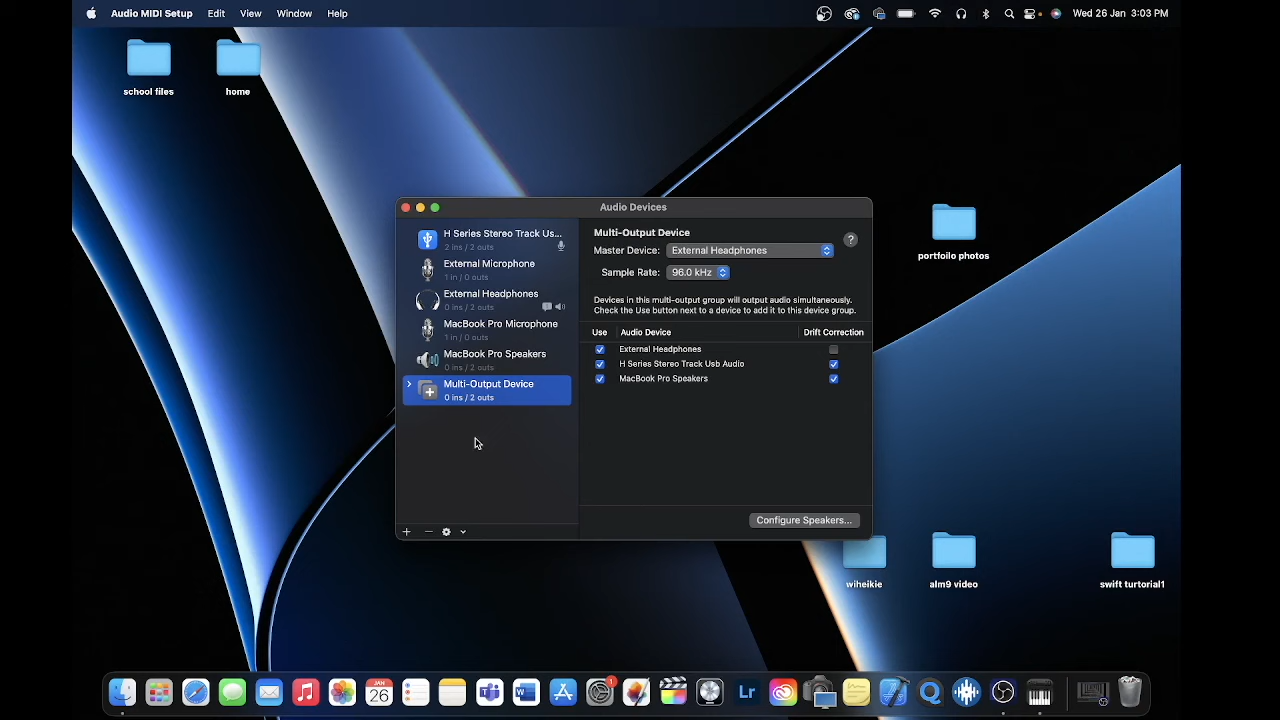 Audio MIDI Setup Edit View Window Help Wed 26 Jan 3:03 PM
school files
home
Audio Devices
H Series Stereo Track Us...
2 ins / 2 outs
External Microphone
1 in / 0 outs
External Headphones
0 ins / 2 outs
MacBook Pro Microphone
1 in / 0 outs
MacBook Pro Speakers
0 ins / 2 outs
Multi-Output Device
0 ins / 2 outs
Multi-Output Device
Master Device: External Headphones
Sample Rate: 96.0 kHz
Devices in this multi-output group will output audio simultaneously.
Check the Use button next to a device to add it to this device group.
Use Audio Device Drift Correction
External Headphones
H Series Stereo Track Usb Audio
MacBook Pro Speakers
Configure Speakers...
portfoilo photos
wiheikie
alm9 video
swift turtorial1
JAN
26
1
Lr